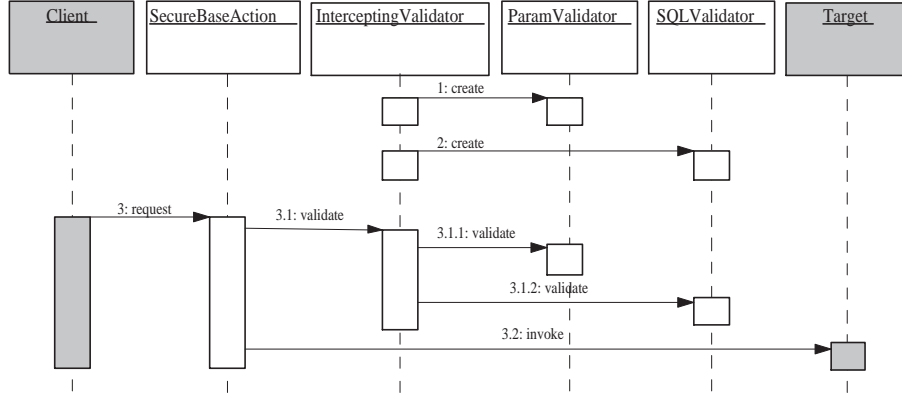 Client
SecureBaseAction
InterceptingValidator
ParamValidator
SQLValidator
Target
1: create
2: create
3: request
3.1: validate
3.1.1: validate
3.1.2: validate
3.2: invoke